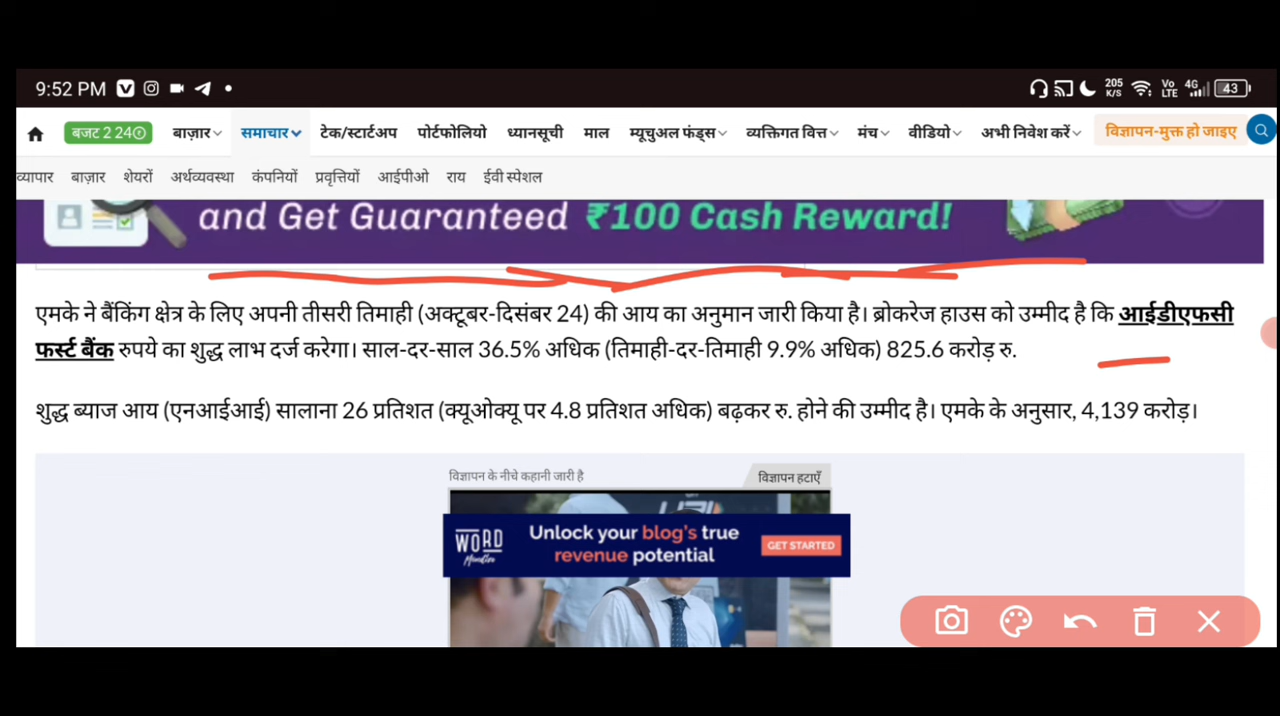 9:52 PM
205 K/S Vo LTE 4G 43
बजट 2 24
बाज़ार समाचार टेक/स्टार्टअप पोर्टफोलियो ध्यानसूची माल म्यूचुअल फंड्स व्यक्तिगत वित्त मंच वीडियो अभी निवेश करें विज्ञापन-मुक्त हो जाइए
व्यापार बाज़ार शेयरों अर्थव्यवस्था कंपनियों प्रवृत्तियों आईपीओ राय ईवी स्पेशल
and Get Guaranteed ₹100 Cash Reward!
एमके ने बैंकिंग क्षेत्र के लिए अपनी तीसरी तिमाही (अक्टूबर-दिसंबर 24) की आय का अनुमान जारी किया है। ब्रोकरेज हाउस को उम्मीद है कि आईडीएफसी
फर्स्ट बैंक रुपये का शुद्ध लाभ दर्ज करेगा। साल-दर-साल 36.5% अधिक (तिमाही-दर-तिमाही 9.9% अधिक) 825.6 करोड़ रु.
शुद्ध ब्याज आय (एनआईआई) सालाना 26 प्रतिशत (क्यूओक्यू पर 4.8 प्रतिशत अधिक) बढ़कर रु. होने की उम्मीद है। एमके के अनुसार, 4,139 करोड़।
विज्ञापन के नीचे कहानी जारी है
विज्ञापन हटाएँ
WORD
Unlock your blog's true
revenue potential
GET STARTED